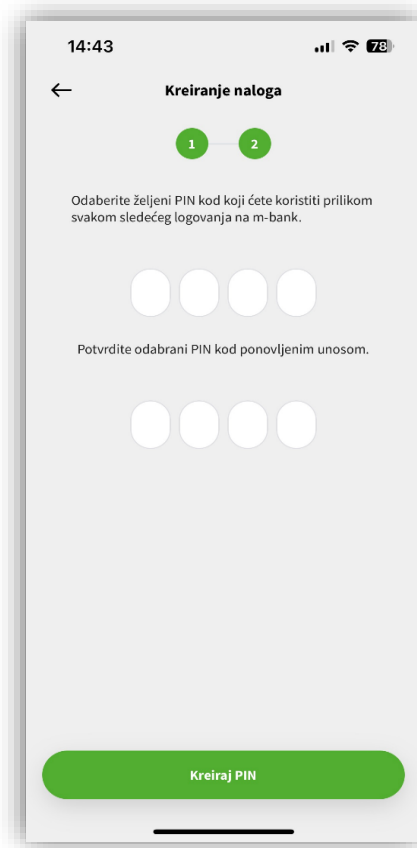 14:43
78
Kreiranje naloga
1
2
Odaberite željeni PIN kod koji ćete koristiti prilikom
svakom sledećeg logovanja na m-bank.
Potvrdite odabrani PIN kod ponovljenim unosom.
Kreiraj PIN